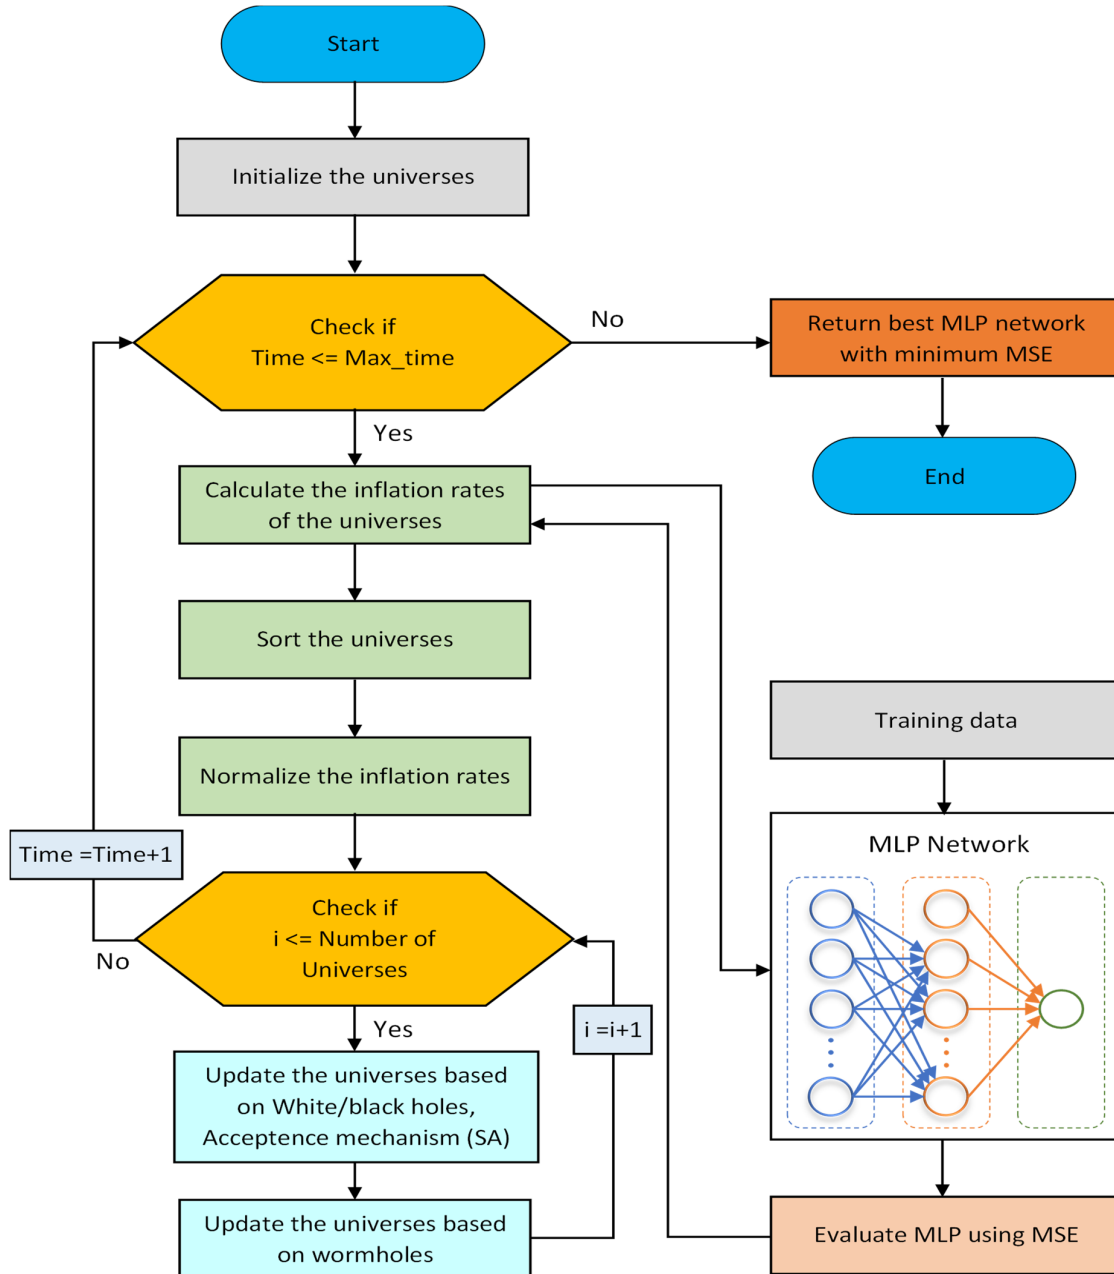 Start
Initialize the universes
Check if
Time <= Max_time
No
Return best MLP network
with minimum MSE
Yes
End
Calculate the inflation rates
of the universes
Sort the universes
Training data
Normalize the inflation rates
MLP Network
Time =Time+1
Check if
i <= Number of
Universes
No
Yes
i =i+1
Update the universes based
on White/black holes,
Acceptence mechanism (SA)
Update the universes based
on wormholes
Evaluate MLP using MSE